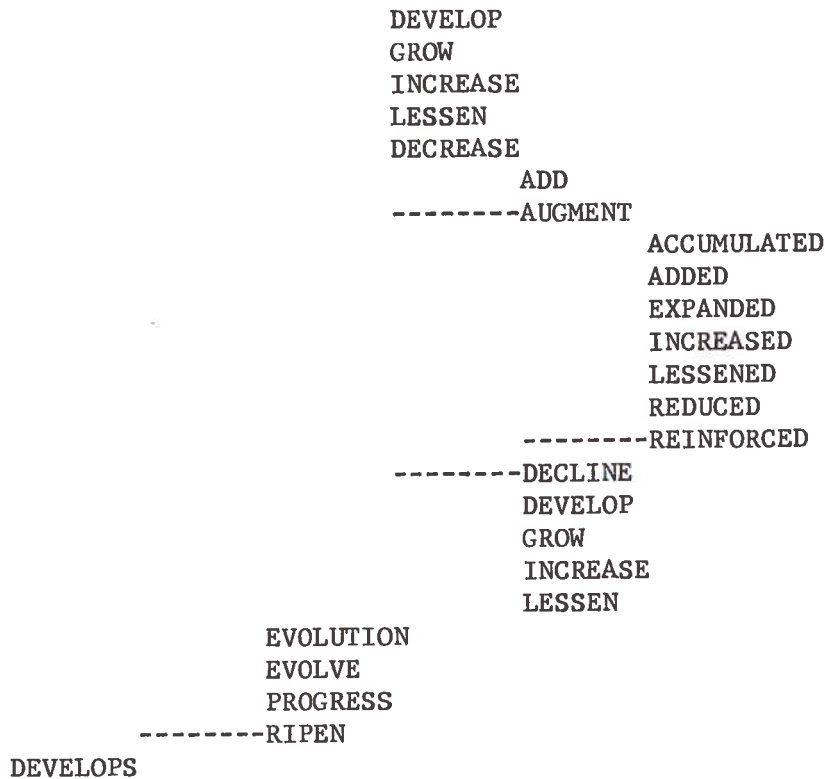 DEVELOP
GROW
INCREASE
LESSEN
DECREASE
ADD
--------AUGMENT
ACCUMULATED
ADDED
EXPANDED
INCREASED
LESSENED
REDUCED
--------REINFORCED
--------DECLINE
DEVELOP
GROW
INCREASE
LESSEN
EVOLUTION
EVOLVE
PROGRESS
--------RIPEN
DEVELOPS